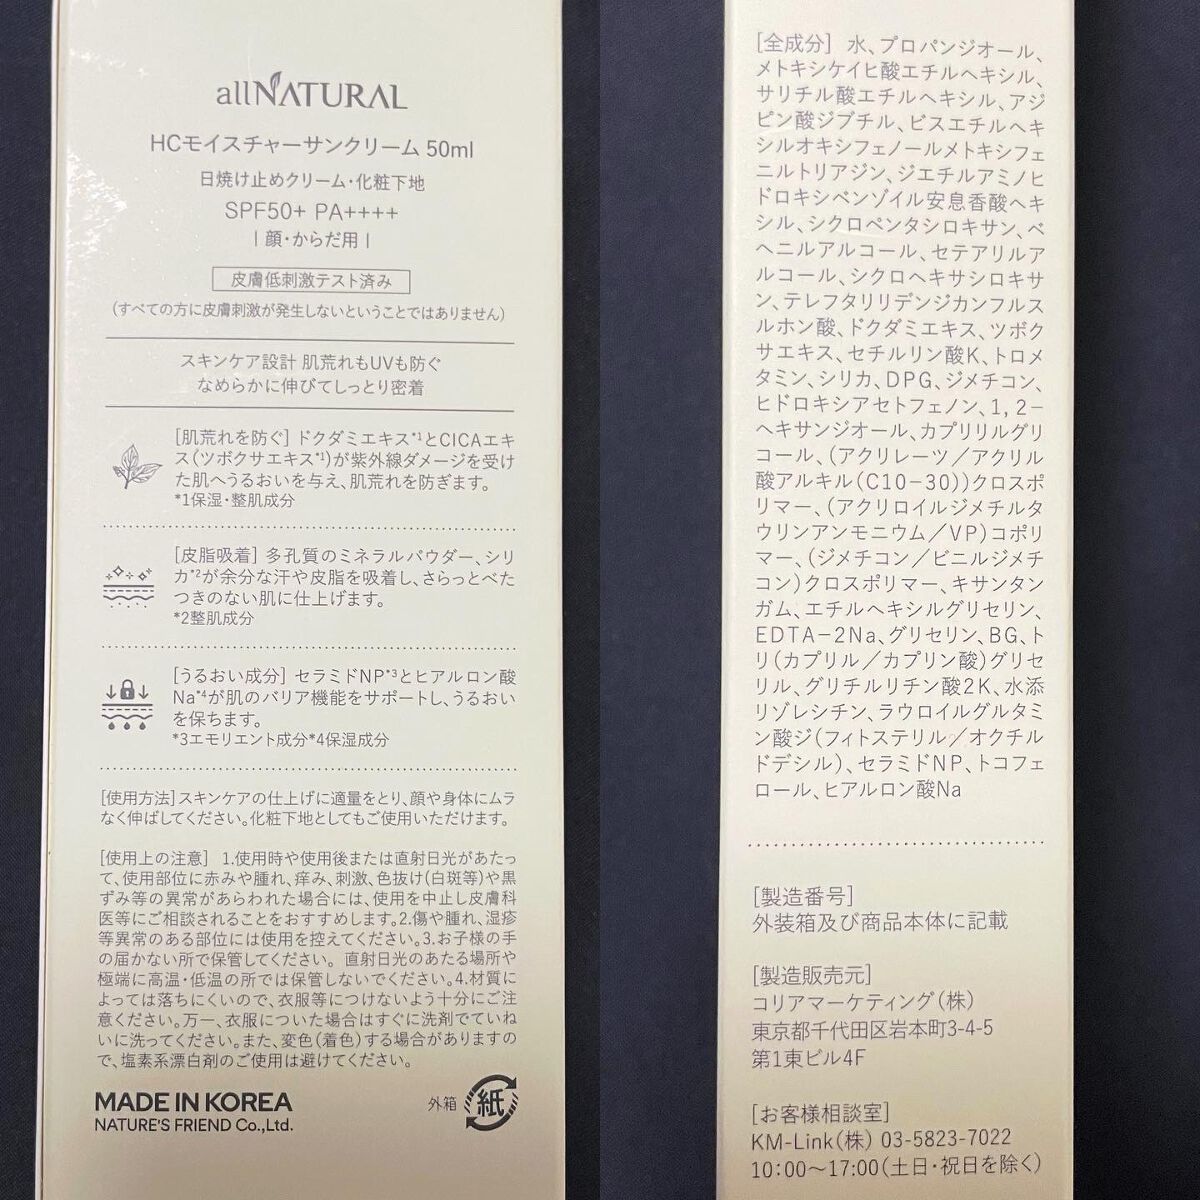 allNATURAL
HCモイスチャーサンクリーム 50ml
日焼け止めクリーム・化粧下地
SPF50+ PA++++
| 顔・からだ用 |
皮膚低刺激テスト済み
(すべての方に皮膚刺激が発生しないということではありません)
スキンケア設計 肌荒れもUVも防ぐ
なめらかに伸びてしっとり密着
[肌荒れを防ぐ] ドクダミエキス*1とCICAエキ
ス(ツボクサエキス*1)が紫外線ダメージを受け
た肌へうるおいを与え、肌荒れを防ぎます。
*1保湿・整肌成分
[皮脂吸着] 多孔質のミネラルパウダー、シリ
カ*2が余分な汗や皮脂を吸着し、さらっとべた
つきのない肌に仕上げます。
*2整肌成分
[うるおい成分] セラミドNP*3とヒアルロン酸
Na*4が肌のバリア機能をサポートし、うるおい
を保ちます。
*3エモリエント成分*4保湿成分
[使用方法]スキンケアの仕上げに適量をとり、顔や身体にムラ
なく伸ばしてください。化粧下地としてもご使用いただけます。
[使用上の注意] 1.使用時や使用後または直射日光があたっ
て、使用部位に赤みや腫れ、痒み、刺激、色抜け(白斑等)や黒
ずみ等の異常があらわれた場合には、使用を中止し皮膚科
医等にご相談されることをおすすめします。2.傷や腫れ、湿疹
等異常のある部位には使用を控えてください。3.お子様の手
の届かない所で保管してください。 直射日光のあたる場所や
極端に高温・低温の所では保管しないでください。4.材質に
よっては落ちにくいので、衣服等につけないよう十分にご注
意ください。万一、衣服についた場合はすぐに洗剤でていね
いに洗ってください。また、変色(着色)する場合がありますの
で、塩素系漂白剤のご使用は避けてください。
MADE IN KOREA
NATURE'S FRIEND Co.,Ltd.
外箱 紙
[全成分] 水、プロパンジオール、
メトキシケイヒ酸エチルヘキシル、
サリチル酸エチルヘキシル、アジ
ピン酸ジブチル、ビスエチルヘキ
シルオキシフェノールメトキシフェ
ニルトリアジン、ジエチルアミノヒ
ドロキシベンゾイル安息香酸ヘキ
シル、シクロペンタシロキサン、ベ
ヘニルアルコール、セテアリルア
ルコール、シクロヘキサシロキサ
ン、テレフタリリデンジカンフルス
ルホン酸、ドクダミエキス、ツボク
サエキス、セチルリン酸K、トロメ
タミン、シリカ、DPG、ジメチコン、
ヒドロキシアセトフェノン、1,2-
ヘキサンジオール、カプリリルグリ
コール、(アクリレーツ/アクリル
酸アルキル(C10-30))クロスポ
リマー、(アクリロイルジメチルタ
ウリンアンモニウム/VP)コポリ
マー、(ジメチコン/ビニルジメチ
コン)クロスポリマー、キサンタン
ガム、エチルヘキシルグリセリン、
EDTA-2Na、グリセリン、BG、ト
リ(カプリル/カプリン酸)グリセ
リル、グリチルリチン酸2K、水添
リゾレシチン、ラウロイルグルタミ
ン酸ジ(フィトステリル/オクチル
ドデシル)、セラミドNP、トコフェ
ロール、ヒアルロン酸Na
[製造番号]
外装箱及び商品本体に記載
[製造販売元]
コリアマーケティング(株)
東京都千代田区岩本町3-4-5
第1東ビル4F
[お客様相談室]
KM-Link(株) 03-5823-7022
10:00〜17:00(土日・祝日を除く)